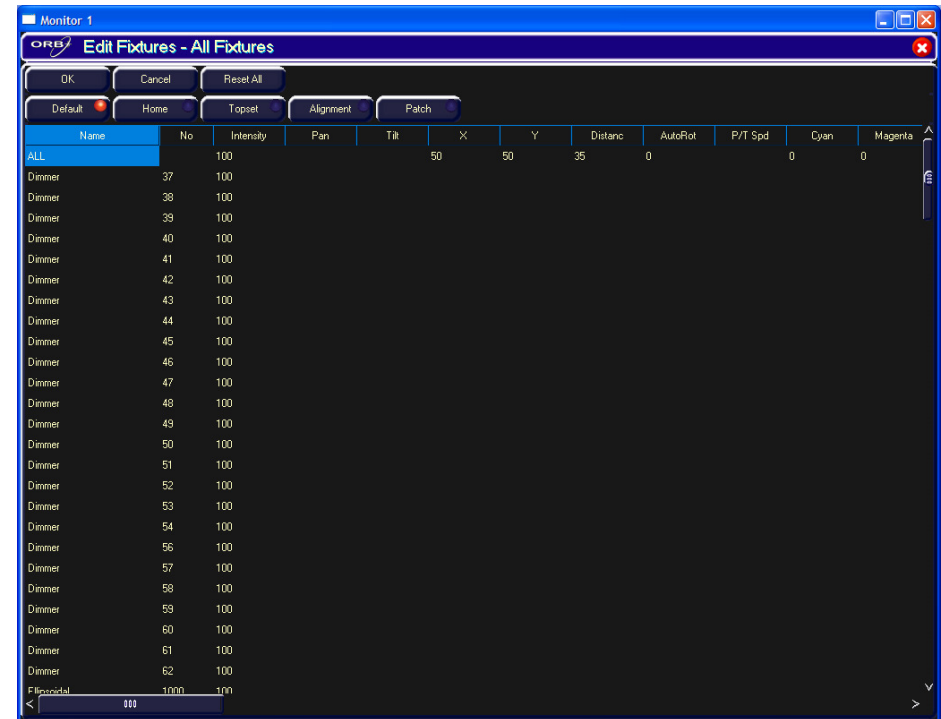 Monitor 1
ORB Edit Fixtures - All Fixtures
OK Cancel Reset All
Default Home Topset Alignment Patch
Name No Intensity Pan Tilt X Y Distanc AutoRot P/T Spd Cyan Magenta
ALL 100 50 50 35 0 0 0
Dimmer 37 100
Dimmer 38 100
Dimmer 39 100
Dimmer 40 100
Dimmer 41 100
Dimmer 42 100
Dimmer 43 100
Dimmer 44 100
Dimmer 45 100
Dimmer 46 100
Dimmer 47 100
Dimmer 48 100
Dimmer 49 100
Dimmer 50 100
Dimmer 51 100
Dimmer 52 100
Dimmer 53 100
Dimmer 54 100
Dimmer 56 100
Dimmer 57 100
Dimmer 58 100
Dimmer 59 100
Dimmer 60 100
Dimmer 61 100
Dimmer 62 100
Ellipsoidal 1000 100